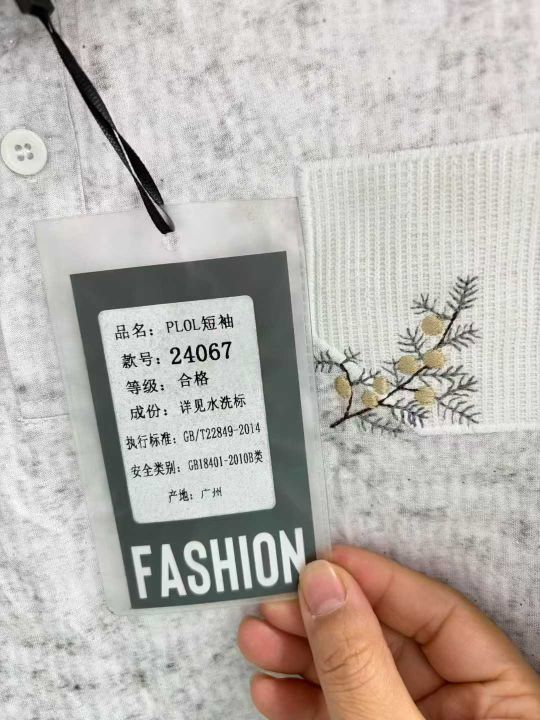 品名：PLOL短袖
款号：24067
等级：合格
成份：详见水洗标
执行标准：GB/T22849-2014
安全类别：GB18401-2010B类
产地：广州
FASHION